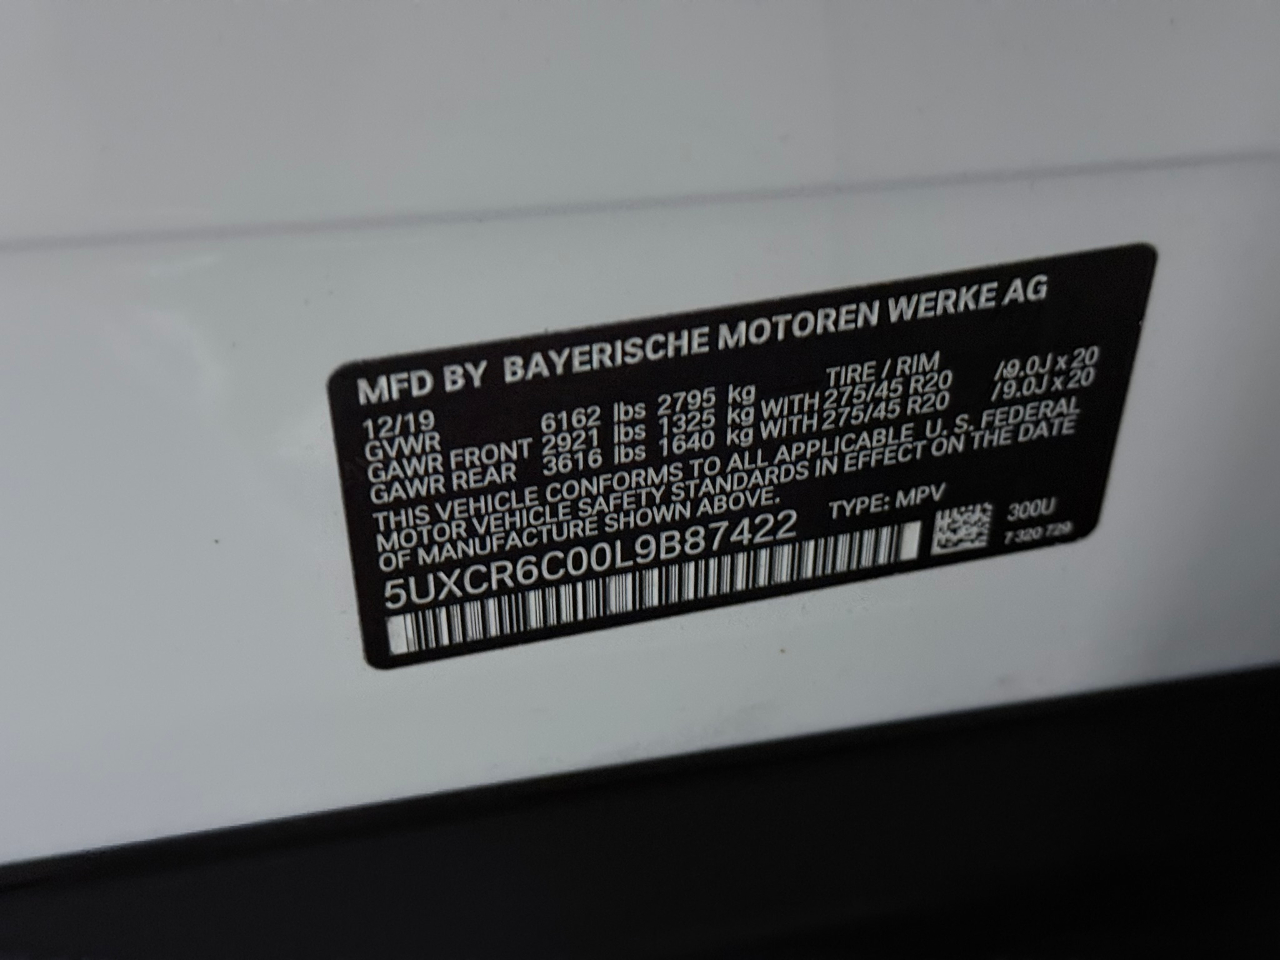 MFD BY BAYERISCHE MOTOREN WERKE AG
12/19 TIRE / RIM
GVWR 6162 lbs 2795 kg
GAWR FRONT 2921 lbs 1325 kg WITH 275/45 R20 /9.0J x 20
GAWR REAR 3616 lbs 1640 kg WITH 275/45 R20 /9.0J x 20
THIS VEHICLE CONFORMS TO ALL APPLICABLE U. S. FEDERAL
MOTOR VEHICLE SAFETY STANDARDS IN EFFECT ON THE DATE
OF MANUFACTURE SHOWN ABOVE.
5UXCR6C00L9B87422 TYPE: MPV
300U
7 320 729